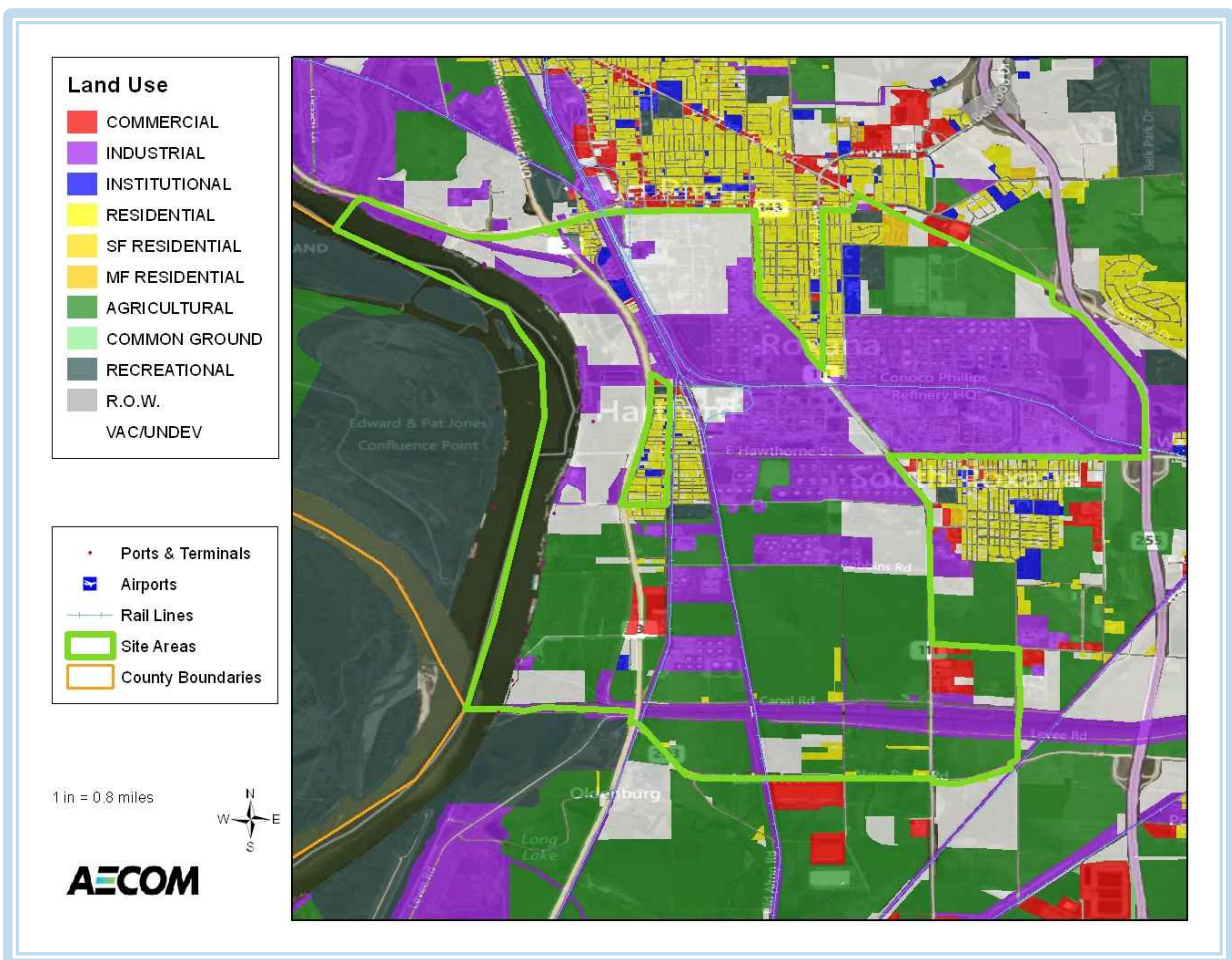 Land Use
COMMERCIAL
INDUSTRIAL
INSTITUTIONAL
RESIDENTIAL
SF RESIDENTIAL
MF RESIDENTIAL
AGRICULTURAL
COMMON GROUND
RECREATIONAL
R.O.W.
VAC/UNDEV
Ports & Terminals
Airports
Rail Lines
Site Areas
County Boundaries
1 in = 0.8 miles
N
W E
S
AECOM
Roxana
Conoco Phillips
Refinery HQ
Edward & Pat Jones
Confluence Point
E Hawthorne St
South Roxana
255
3
Canal Rd
Levee Rd
Oldenburg
Long
Lake
Levee Rd